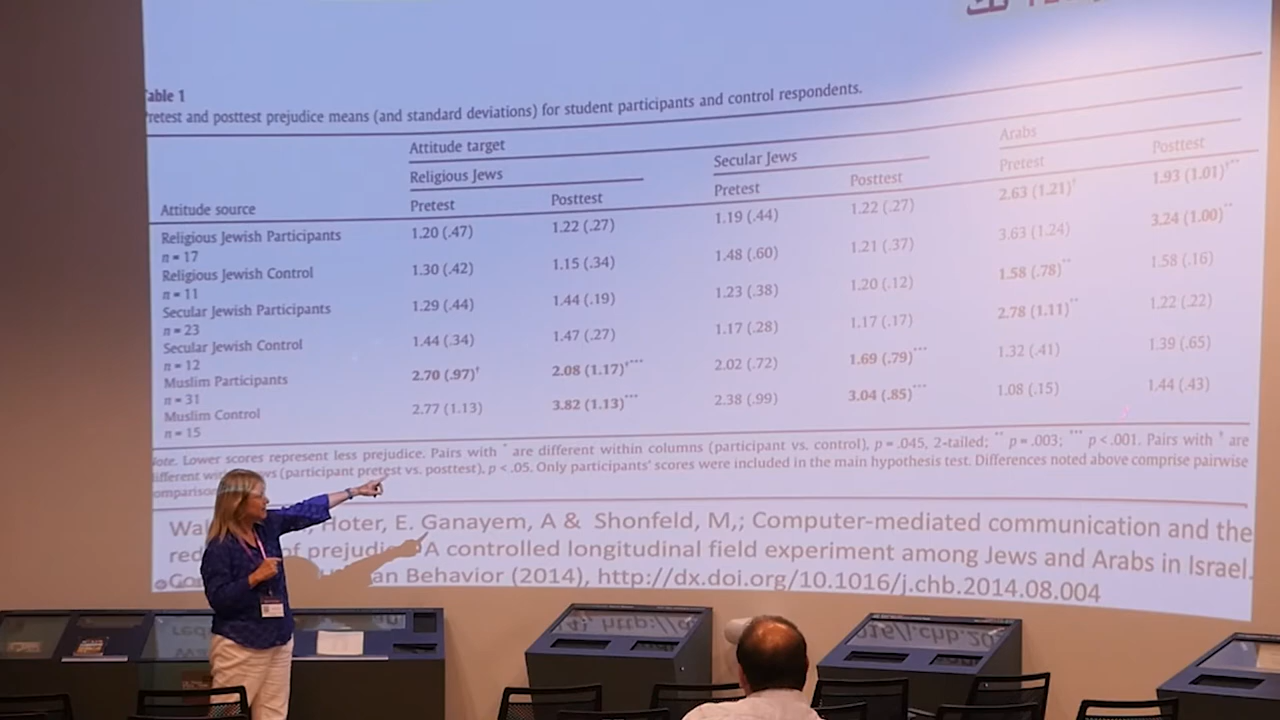 able 1
retest and posttest prejudice means (and standard deviations) for student participants and control respondents.
Attitude target
Attitude source Religious Jews Secular Jews Arabs
Pretest Posttest Pretest Posttest Pretest Posttest
Religious Jewish Participants 1.20 (.47) 1.22 (.27) 1.19 (.44) 1.22 (.27) 2.63 (1.21)† 1.93 (1.01)†**
n = 17
Religious Jewish Control 1.30 (.42) 1.15 (.34) 1.48 (.60) 1.21 (.37) 3.63 (1.24) 3.24 (1.00)**
n = 11
Secular Jewish Participants 1.29 (.44) 1.44 (.19) 1.23 (.38) 1.20 (.12) 1.58 (.78)** 1.58 (.16)
n = 23
Secular Jewish Control 1.44 (.34) 1.47 (.27) 1.17 (.28) 1.17 (.17) 2.78 (1.11)** 1.22 (.22)
n = 12
Muslim Participants 2.70 (.97)† 2.08 (1.17)†*** 2.02 (.72) 1.69 (.79)*** 1.32 (.41) 1.39 (.65)
n = 31
Muslim Control 2.77 (1.13) 3.82 (1.13)*** 2.38 (.99) 3.04 (.85)*** 1.08 (.15) 1.44 (.43)
n = 15
ote. Lower scores represent less prejudice. Pairs with * are different within columns (participant vs. control), p = .045, 2-tailed; ** p = .003; *** p < .001. Pairs with † are
ifferent ws (participant pretest vs. posttest), p < .05. Only participants' scores were included in the main hypothesis test. Differences noted above comprise pairwise
omparison
Wal Hoter, E. Ganayem, A & Shonfeld, M,; Computer-mediated communication and the
red of prejudi A controlled longitudinal field experiment among Jews and Arabs in Israel.
an Behavior (2014), http://dx.doi.org/10.1016/j.chb.2014.08.004